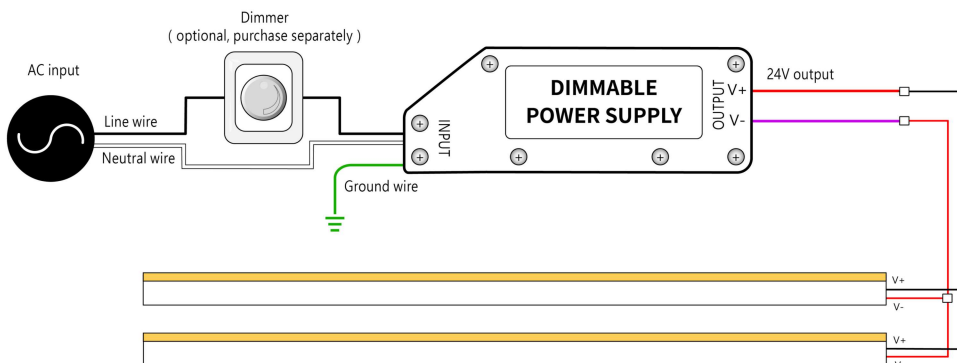 Dimmer
( optional, purchase separately )
AC input
Line wire
Neutral wire
Ground wire
INPUT
DIMMABLE
POWER SUPPLY
OUTPUT
V+
V-
24V output
V+
V-
V+